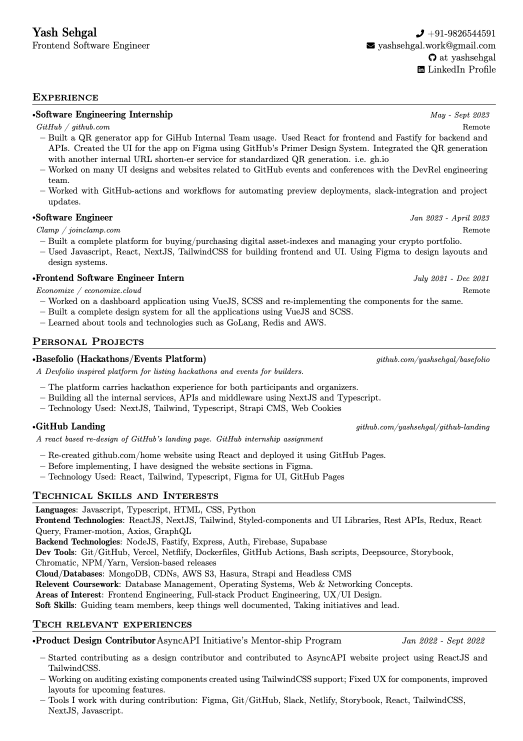 Yash Sehgal
Frontend Software Engineer
+91-9826544591
yashsehgal.work@gmail.com
at yashsehgal
LinkedIn Profile
Experience
•Software Engineering Internship May - Sept 2023
GitHub / github.com Remote
– Built a QR generator app for GiHub Internal Team usage. Used React for frontend and Fastify for backend and
APIs. Created the UI for the app on Figma using GitHub's Primer Design System. Integrated the QR generation
with another internal URL shorten-er service for standardized QR generation. i.e. gh.io
– Worked on many UI designs and websites related to GitHub events and conferences with the DevRel engineering
team.
– Worked with GitHub-actions and workflows for automating preview deployments, slack-integration and project
updates.
•Software Engineer Jan 2023 - April 2023
Clamp / joinclamp.com Remote
– Built a complete platform for buying/purchasing digital asset-indexes and managing your crypto portfolio.
– Used Javascript, React, NextJS, TailwindCSS for building frontend and UI. Using Figma to design layouts and
design systems.
•Frontend Software Engineer Intern July 2021 - Dec 2021
Economize / economize.cloud Remote
– Worked on a dashboard application using VueJS, SCSS and re-implementing the components for the same.
– Built a complete design system for all the applications using VueJS and SCSS.
– Learned about tools and technologies such as GoLang, Redis and AWS.
Personal Projects
•Basefolio (Hackathons/Events Platform) github.com/yashsehgal/basefolio
A Devfolio inspired platform for listing hackathons and events for builders.
– The platform carries hackathon experience for both participants and organizers.
– Building all the internal services, APIs and middleware using NextJS and Typescript.
– Technology Used: NextJS, Tailwind, Typescript, Strapi CMS, Web Cookies
•GitHub Landing github.com/yashsehgal/github-landing
A react based re-design of GitHub's landing page. GitHub internship assignment
– Re-created github.com/home website using React and deployed it using GitHub Pages.
– Before implementing, I have designed the website sections in Figma.
– Technology Used: React, Tailwind, Typescript, Figma for UI, GitHub Pages
Technical Skills and Interests
Languages: Javascript, Typescript, HTML, CSS, Python
Frontend Technologies: ReactJS, NextJS, Tailwind, Styled-components and UI Libraries, Rest APIs, Redux, React
Query, Framer-motion, Axios, GraphQL
Backend Technologies: NodeJS, Fastify, Express, Auth, Firebase, Supabase
Dev Tools: Git/GitHub, Vercel, Netflify, Dockerfiles, GitHub Actions, Bash scripts, Deepsource, Storybook,
Chromatic, NPM/Yarn, Version-based releases
Cloud/Databases: MongoDB, CDNs, AWS S3, Hasura, Strapi and Headless CMS
Relevent Coursework: Database Management, Operating Systems, Web & Networking Concepts.
Areas of Interest: Frontend Engineering, Full-stack Product Engineering, UX/UI Design.
Soft Skills: Guiding team members, keep things well documented, Taking initiatives and lead.
Tech relevant experiences
•Product Design Contributor AsyncAPI Initiative's Mentor-ship Program Jan 2022 - Sept 2022
– Started contributing as a design contributor and contributed to AsyncAPI website project using ReactJS and
TailwindCSS.
– Working on auditing existing components created using TailwindCSS support; Fixed UX for components, improved
layouts for upcoming features.
– Tools I work with during contribution: Figma, Git/GitHub, Slack, Netlify, Storybook, React, TailwindCSS,
NextJS, Javascript.